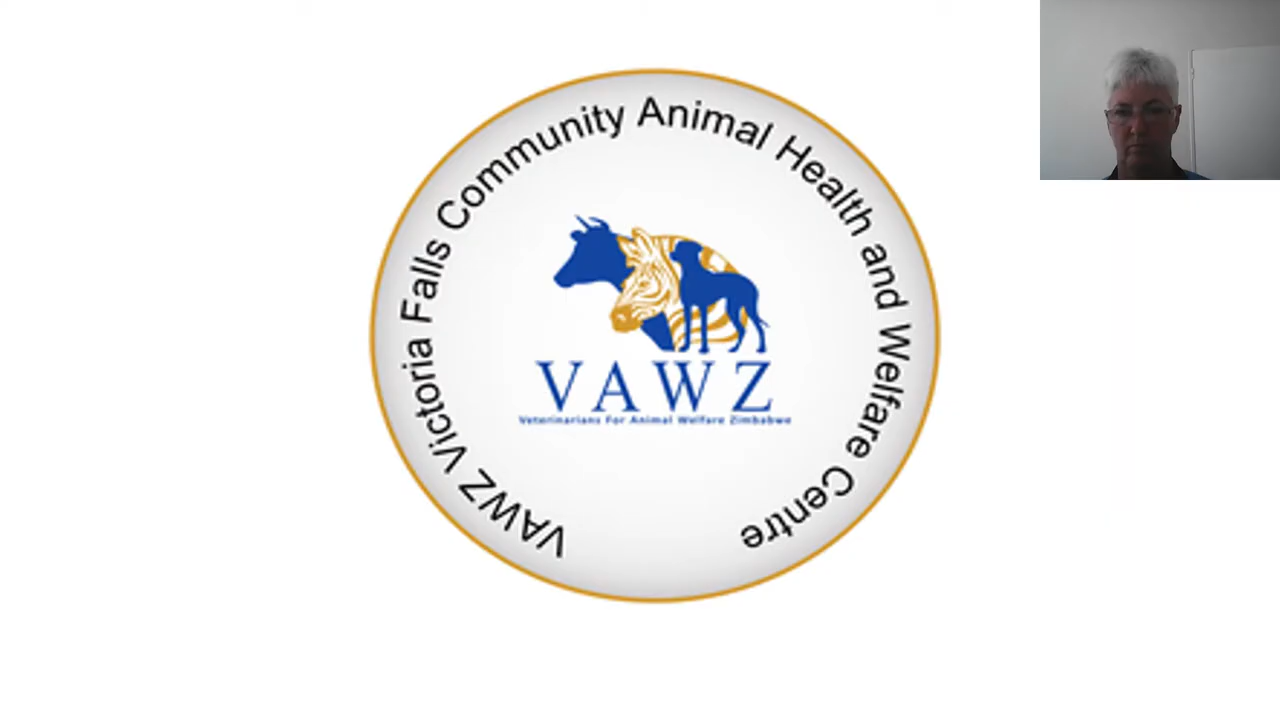 VAWZ Victoria Falls Community Animal Health and Welfare Centre
VAWZ
Veterinarians For Animal Welfare Zimbabwe